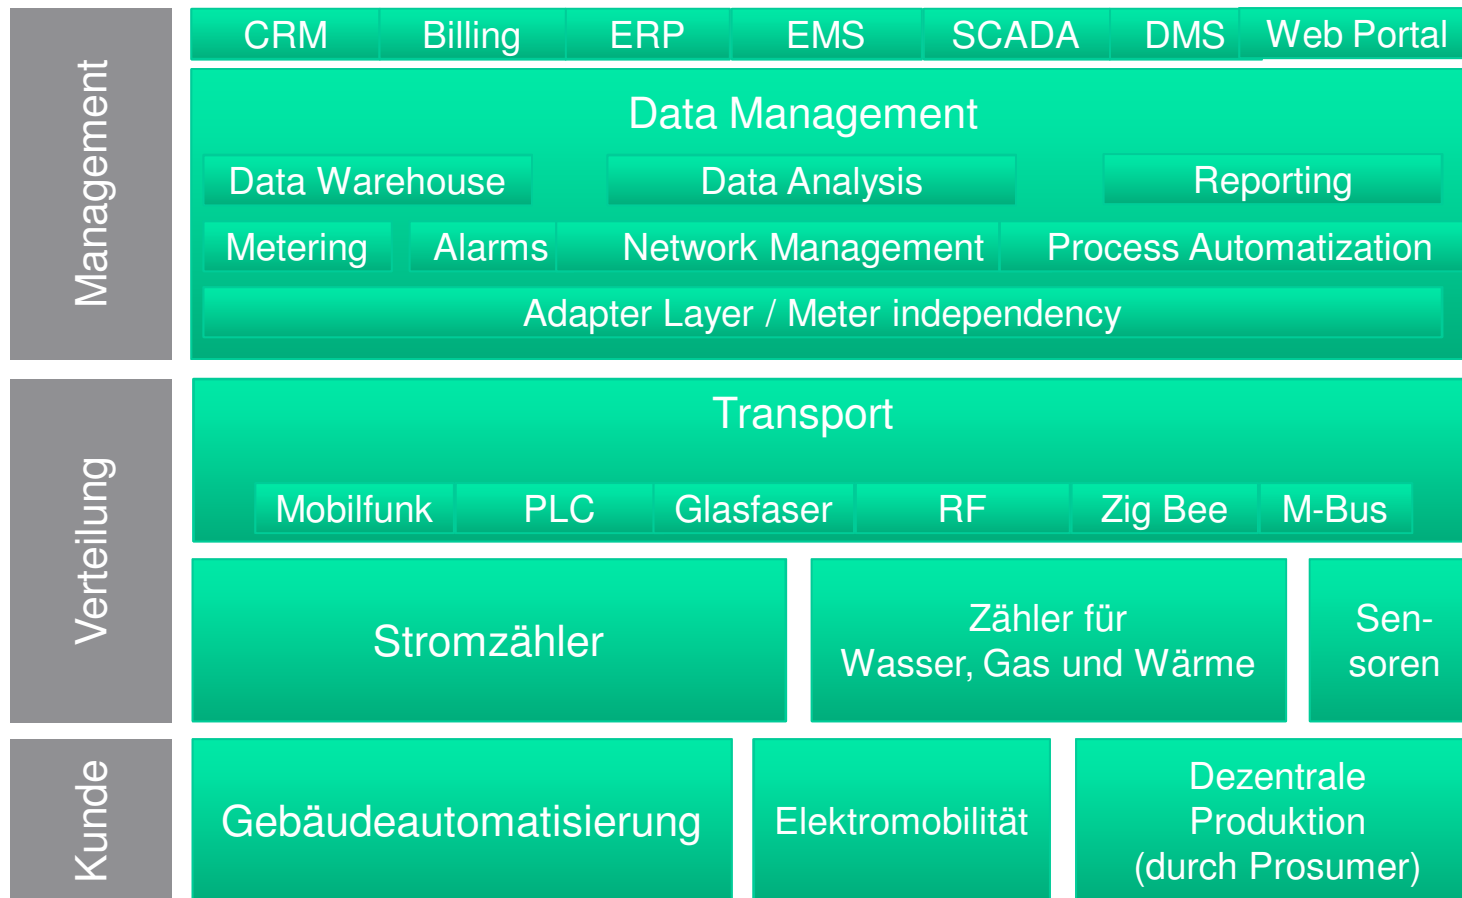 Management
CRM Billing ERP EMS SCADA DMS Web Portal
Data Management
Data Warehouse Data Analysis Reporting
Metering Alarms Network Management Process Automatization
Adapter Layer / Meter independency
Verteilung
Transport
Mobilfunk PLC Glasfaser RF Zig Bee M-Bus
Stromzähler
Zähler für
Wasser, Gas und Wärme
Sen-
soren
Kunde
Gebäudeautomatisierung
Elektromobilität
Dezentrale
Produktion
(durch Prosumer)